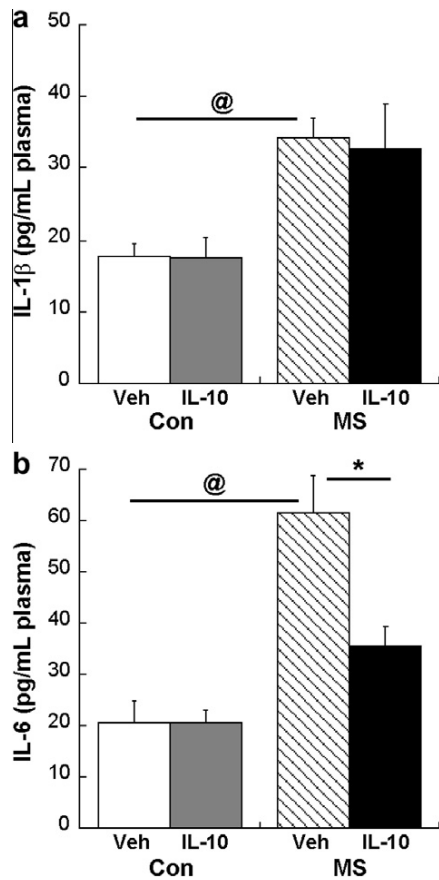 a
IL-1β (pg/mL plasma)
50
40
30
20
10
0
@
Veh IL-10 Veh IL-10
Con MS
b
IL-6 (pg/mL plasma)
70
60
50
40
30
20
10
0
@ *
Veh IL-10 Veh IL-10
Con MS